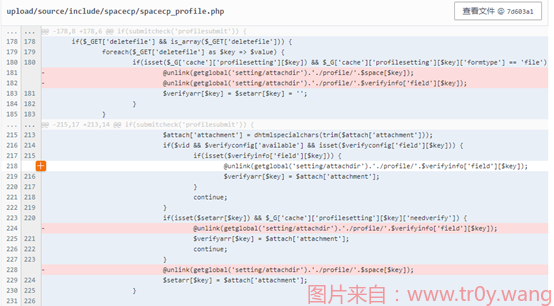 upload/source/include/spacecp/spacecp_profile.php
查看文件 @ 7d603a1
@@ -178,8 +178,6 @@ if(submitcheck('profilesubmit')) {
178 178 if($_GET['deletefile'] && is_array($_GET['deletefile'])) {
179 179 foreach($_GET['deletefile'] as $key => $value) {
180 180 if(isset($_G['cache']['profilesetting'][$key]) && $_G['cache']['profilesetting'][$key]['formtype'] == 'file')
181 - @unlink(getglobal('setting/attachdir').'./profile/'.$space[$key]);
182 - @unlink(getglobal('setting/attachdir').'./profile/'.$verifyinfo['field'][$key]);
183 181 $verifyarr[$key] = $setarr[$key] = '';
184 182 }
185 183 }
@@ -215,17 +213,14 @@ if(submitcheck('profilesubmit')) {
215 213 $attach['attachment'] = dhtmlspecialchars(trim($attach['attachment']));
216 214 if($vid && $verifyconfig['available'] && isset($verifyconfig['field'][$key])) {
217 215 if(isset($verifyinfo['field'][$key])) {
218 + @unlink(getglobal('setting/attachdir').'./profile/'.$verifyinfo['field'][$key]);
219 216 $verifyarr[$key] = $attach['attachment'];
220 217 }
221 218 continue;
222 219 }
223 220 if(isset($setarr[$key]) && $_G['cache']['profilesetting'][$key]['needverify']) {
224 - @unlink(getglobal('setting/attachdir').'./profile/'.$verifyinfo['field'][$key]);
225 221 $verifyarr[$key] = $attach['attachment'];
226 222 continue;
227 223 }
228 - @unlink(getglobal('setting/attachdir').'./profile/'.$space[$key]);
229 224 $setarr[$key] = $attach['attachment'];
230 225 }
图片来自：www.tr0y.wang
231 226